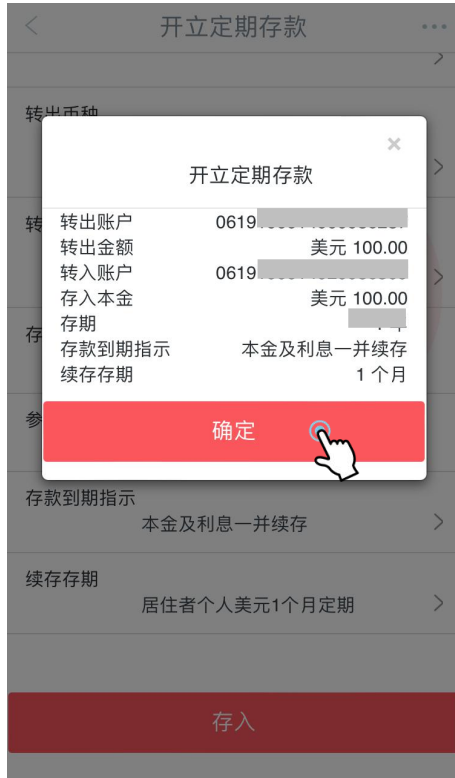 开立定期存款
转出币种
开立定期存款
转
转出账户 0619
转出金额 美元 100.00
转入账户 0619
存入本金 美元 100.00
存期
存
存款到期指示 本金及利息一并续存
续存存期 1 个月
参
确定
存款到期指示
本金及利息一并续存
续存存期
居住者个人美元1个月定期
存入